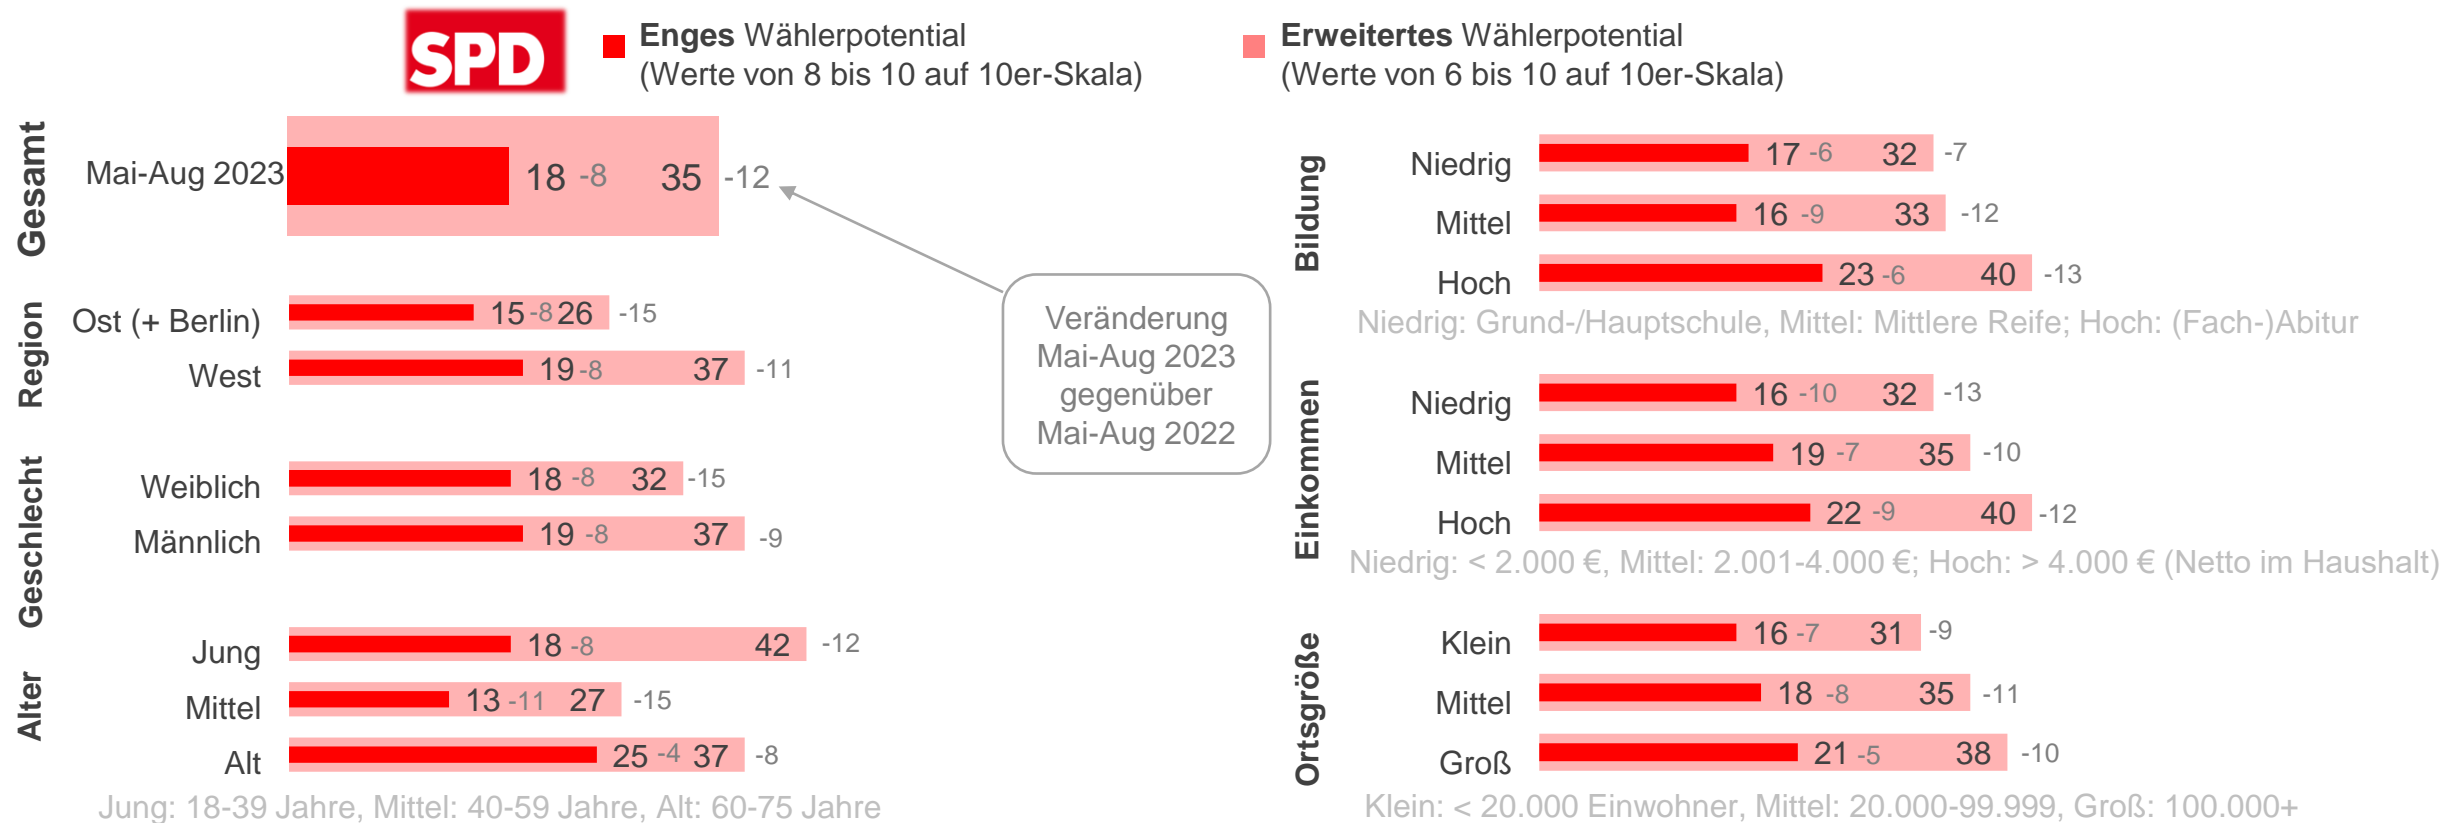 SPD
Enges Wählerpotential
(Werte von 8 bis 10 auf 10er-Skala)
Erweitertes Wählerpotential
(Werte von 6 bis 10 auf 10er-Skala)
Gesamt
Mai-Aug 2023 18 -8 35 -12
Veränderung
Mai-Aug 2023
gegenüber
Mai-Aug 2022
Region
Ost (+ Berlin) 15 -8 26 -15
West 19 -8 37 -11
Geschlecht
Weiblich 18 -8 32 -15
Männlich 19 -8 37 -9
Alter
Jung 18 -8 42 -12
Mittel 13 -11 27 -15
Alt 25 -4 37 -8
Jung: 18-39 Jahre, Mittel: 40-59 Jahre, Alt: 60-75 Jahre
Bildung
Niedrig 17 -6 32 -7
Mittel 16 -9 33 -12
Hoch 23 -6 40 -13
Niedrig: Grund-/Hauptschule, Mittel: Mittlere Reife; Hoch: (Fach-)Abitur
Einkommen
Niedrig 16 -10 32 -13
Mittel 19 -7 35 -10
Hoch 22 -9 40 -12
Niedrig: < 2.000 €, Mittel: 2.001-4.000 €; Hoch: > 4.000 € (Netto im Haushalt)
Ortsgröße
Klein 16 -7 31 -9
Mittel 18 -8 35 -11
Groß 21 -5 38 -10
Klein: < 20.000 Einwohner, Mittel: 20.000-99.999, Groß: 100.000+